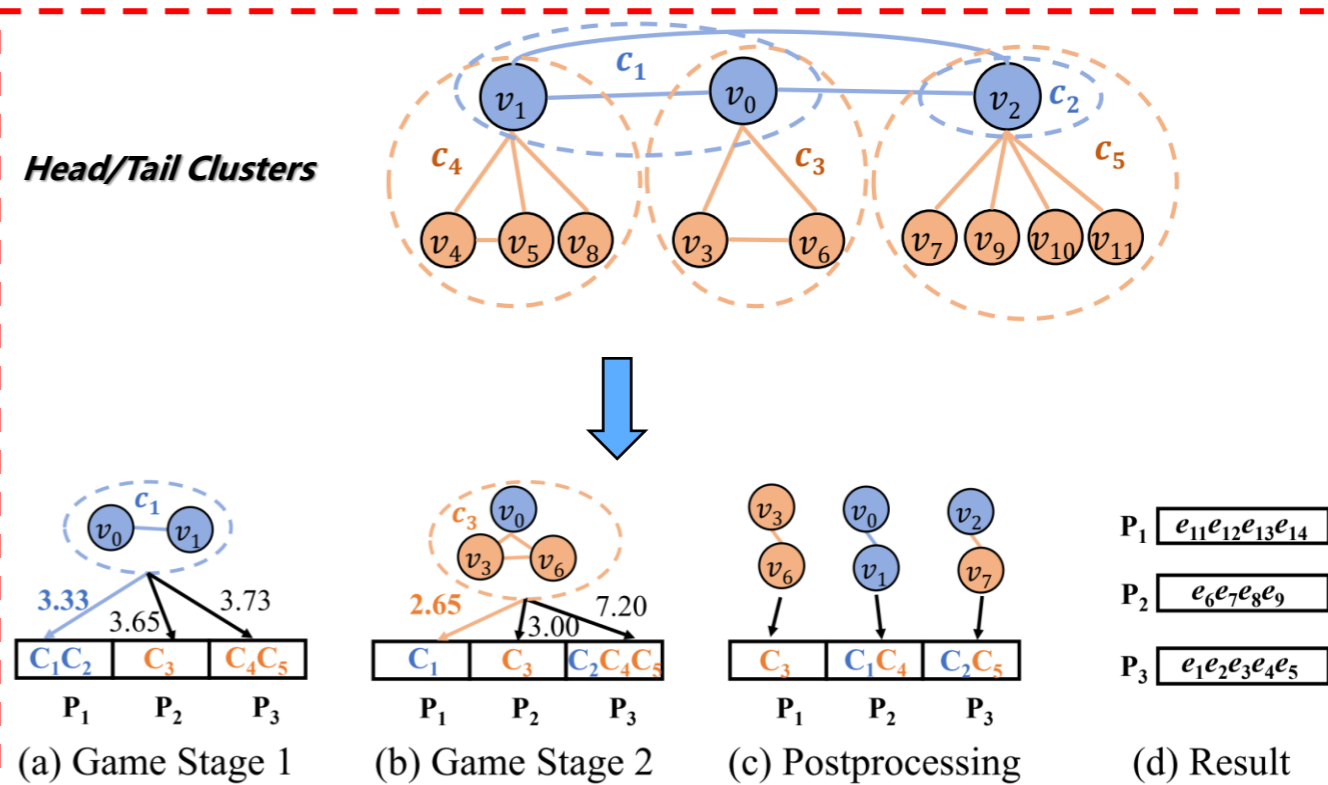 c₁
v₁ v₀ v₂ c₂
Head/Tail Clusters
c₄ c₃ c₅
v₄ v₅ v₈ v₃ v₆ v₇ v₉ v₁₀ v₁₁
c₁
v₀ v₁
3.33 3.65 3.73
C₁C₂ C₃ C₄C₅
P₁ P₂ P₃
(a) Game Stage 1
c₃
v₀
v₃ v₆
2.65 3.00 7.20
C₁ C₃ C₂C₄C₅
P₁ P₂ P₃
(b) Game Stage 2
v₃ v₀ v₂
v₆ v₁ v₇
C₃ C₁C₄ C₂C₅
P₁ P₂ P₃
(c) Postprocessing
P₁ e₁₁e₁₂e₁₃e₁₄
P₂ e₆e₇e₈e₉
P₃ e₁e₂e₃e₄e₅
(d) Result